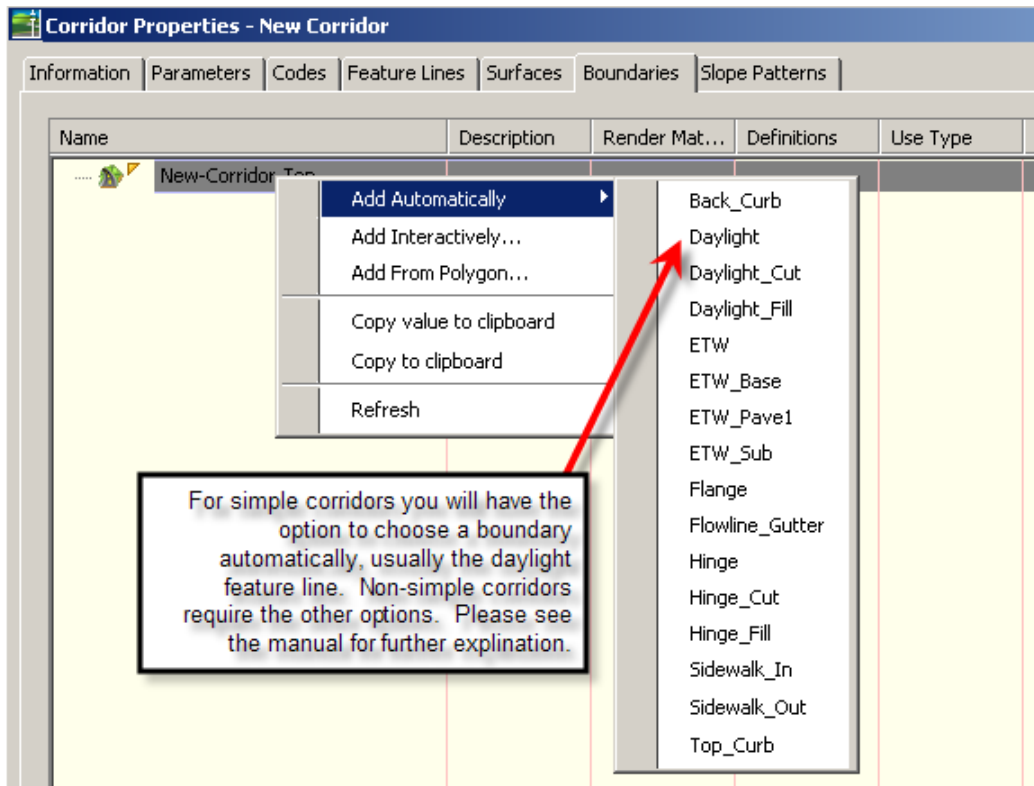 Corridor Properties - New Corridor
Information Parameters Codes Feature Lines Surfaces Boundaries Slope Patterns
Name Description Render Mat... Definitions Use Type
New-Corridor Top
Add Automatically
Add Interactively...
Add From Polygon...
Copy value to clipboard
Copy to clipboard
Refresh
Back_Curb
Daylight
Daylight_Cut
Daylight_Fill
ETW
ETW_Base
ETW_Pave1
ETW_Sub
Flange
Flowline_Gutter
Hinge
Hinge_Cut
Hinge_Fill
Sidewalk_In
Sidewalk_Out
Top_Curb
For simple corridors you will have the
option to choose a boundary
automatically, usually the daylight
feature line. Non-simple corridors
require the other options. Please see
the manual for further explination.